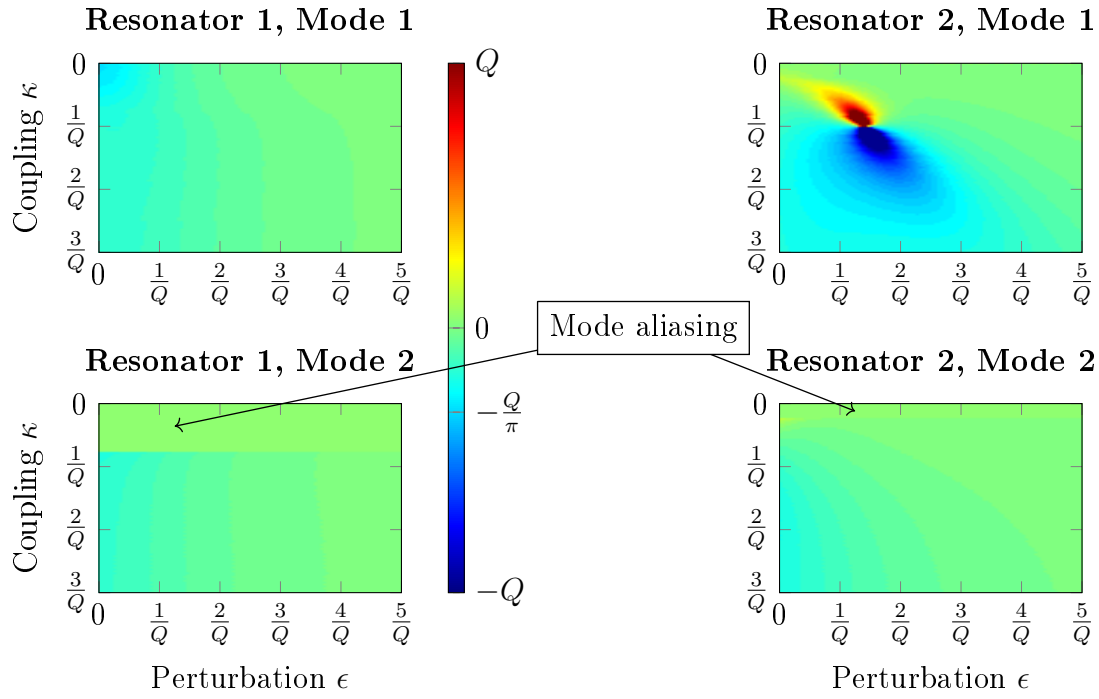 Resonator 1, Mode 1
Resonator 2, Mode 1
Coupling κ
0
1/Q
2/Q
3/Q
0 1/Q 2/Q 3/Q 4/Q 5/Q
Q
0
−Q/π
−Q
0
1/Q
2/Q
3/Q
0 1/Q 2/Q 3/Q 4/Q 5/Q
Mode aliasing
Resonator 1, Mode 2
Resonator 2, Mode 2
Coupling κ
0
1/Q
2/Q
3/Q
0 1/Q 2/Q 3/Q 4/Q 5/Q
Perturbation ϵ
0
1/Q
2/Q
3/Q
0 1/Q 2/Q 3/Q 4/Q 5/Q
Perturbation ϵ